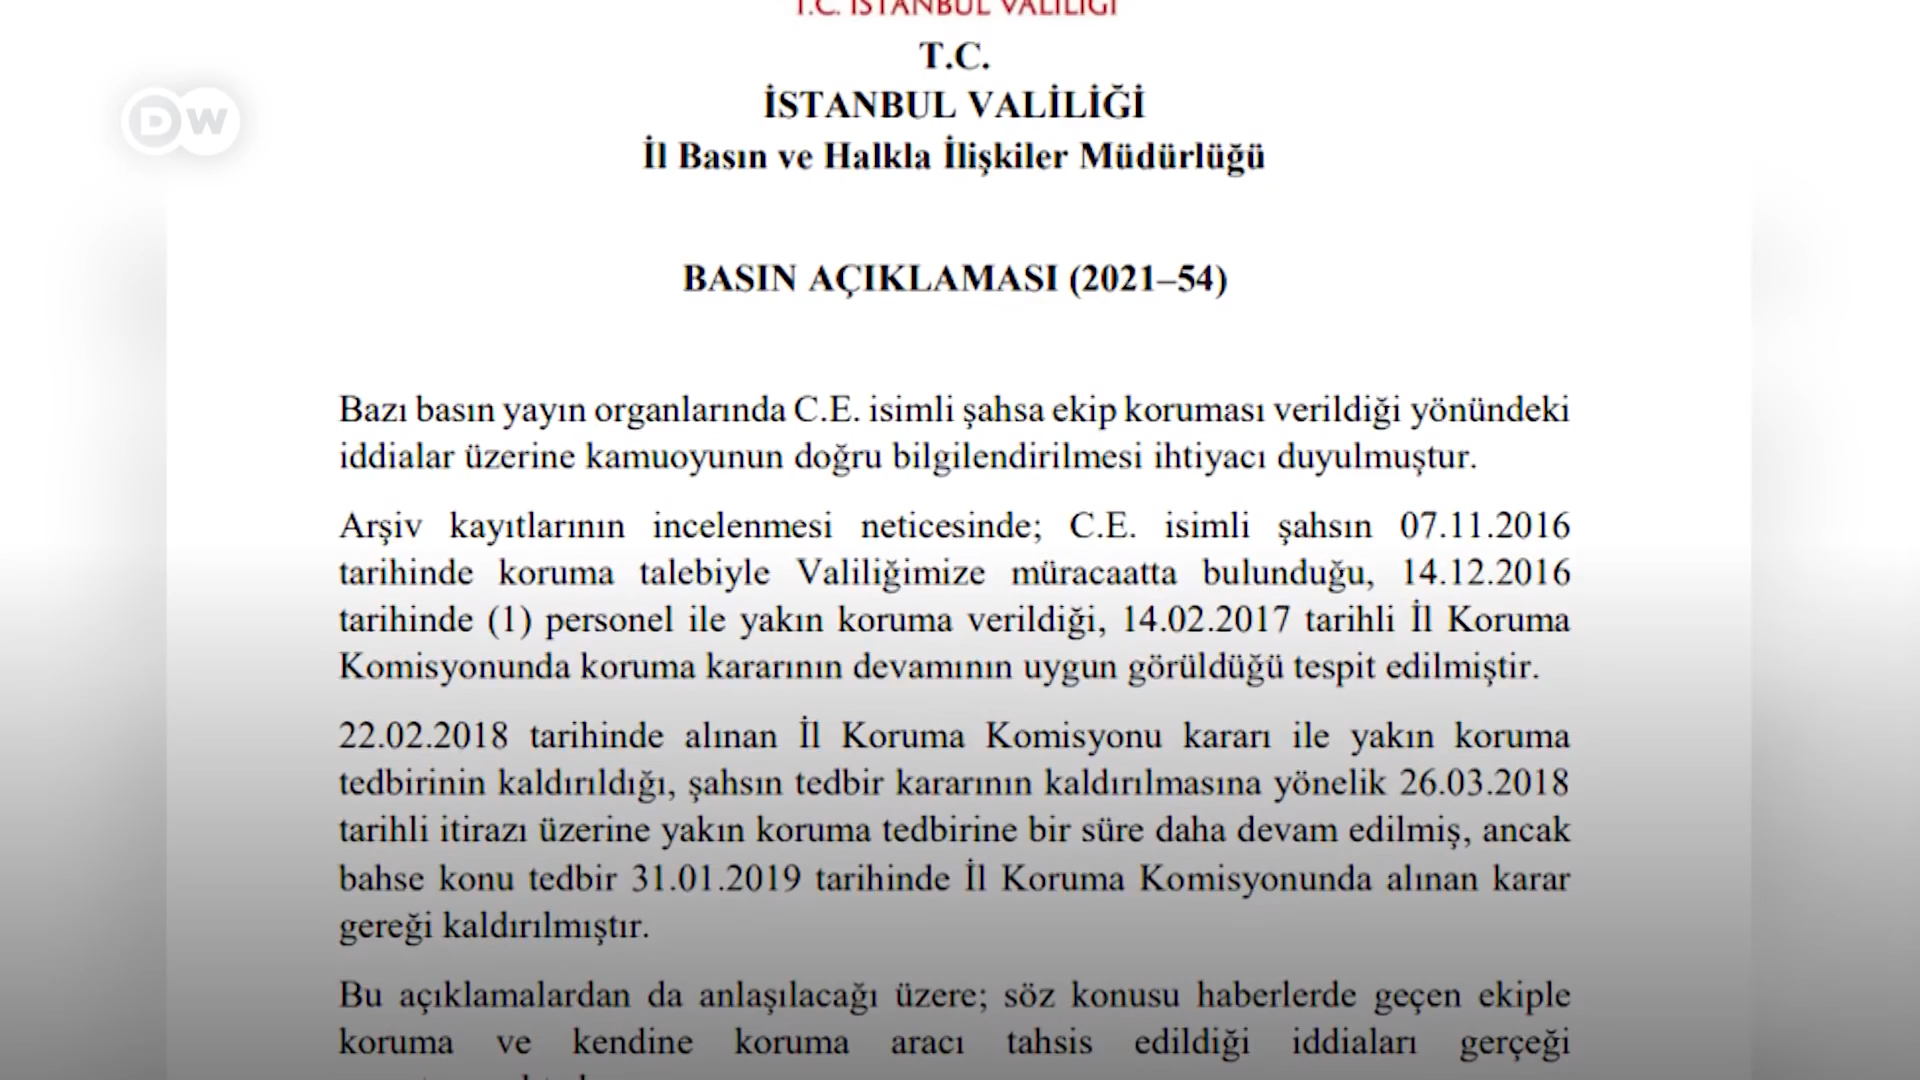 T.C. İSTANBUL VALİLİĞİ
T.C.
İSTANBUL VALİLİĞİ
İl Basın ve Halkla İlişkiler Müdürlüğü
DW
BASIN AÇIKLAMASI (2021–54)
Bazı basın yayın organlarında C.E. isimli şahsa ekip koruması verildiği yönündeki
iddialar üzerine kamuoyunun doğru bilgilendirilmesi ihtiyacı duyulmuştur.
Arşiv kayıtlarının incelenmesi neticesinde; C.E. isimli şahsın 07.11.2016
tarihinde koruma talebiyle Valiliğimize müracaatta bulunduğu, 14.12.2016
tarihinde (1) personel ile yakın koruma verildiği, 14.02.2017 tarihli İl Koruma
Komisyonunda koruma kararının devamının uygun görüldüğü tespit edilmiştir.
22.02.2018 tarihinde alınan İl Koruma Komisyonu kararı ile yakın koruma
tedbirinin kaldırıldığı, şahsın tedbir kararının kaldırılmasına yönelik 26.03.2018
tarihli itirazı üzerine yakın koruma tedbirine bir süre daha devam edilmiş, ancak
bahse konu tedbir 31.01.2019 tarihinde İl Koruma Komisyonunda alınan karar
gereği kaldırılmıştır.
Bu açıklamalardan da anlaşılacağı üzere; söz konusu haberlerde geçen ekiple
koruma ve kendine koruma aracı tahsis edildiği iddiaları gerçeği